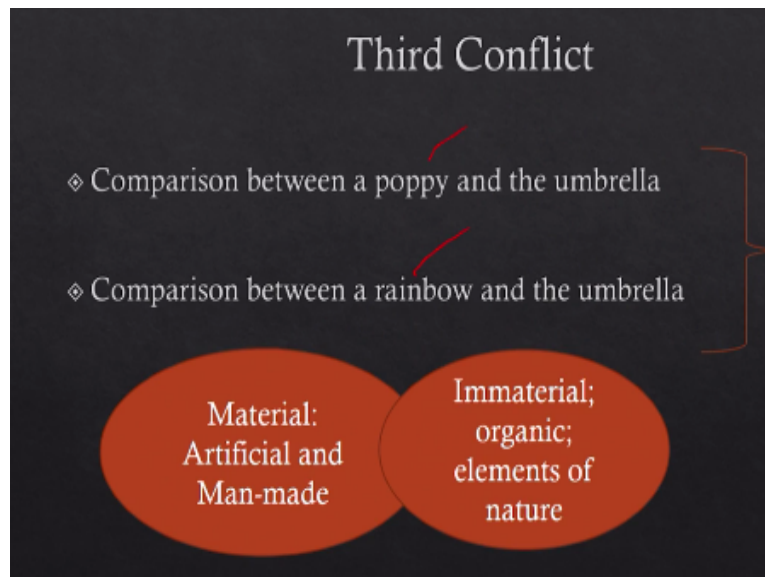 Third Conflict
Comparison between a poppy and the umbrella
Comparison between a rainbow and the umbrella
Material:
Artificial and
Man-made
Immaterial;
organic;
elements of
nature